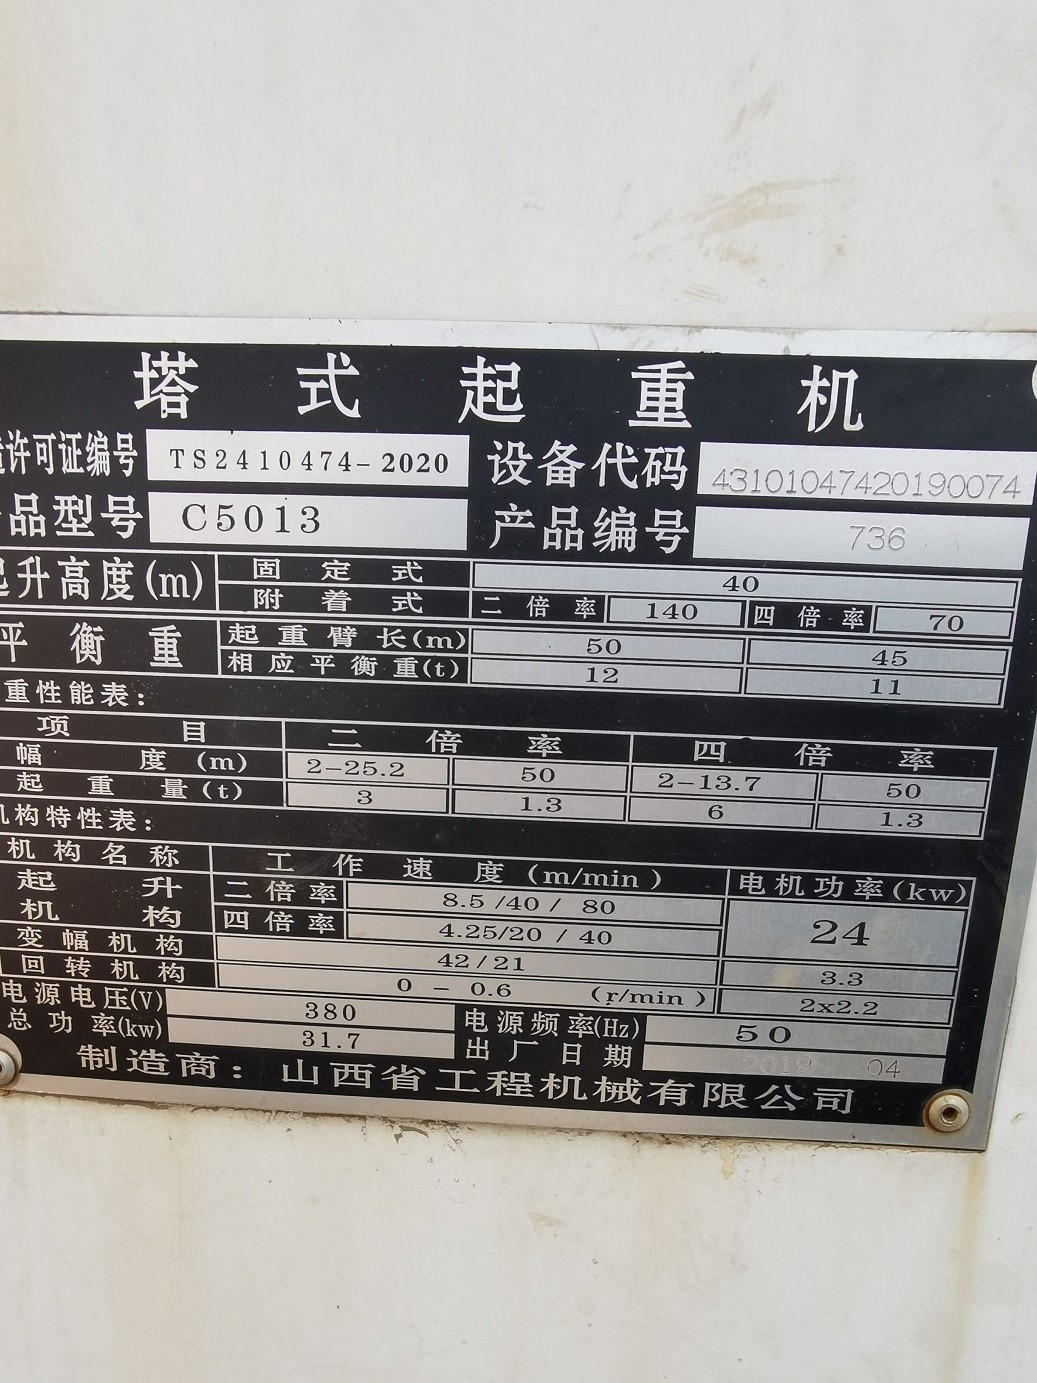 塔式起重机
造许可证编号 TS2410474-2020 设备代码 43101047420190074
产品型号 C5013 产品编号 736
起升高度(m) 固定式 40
附着式 二倍率 140 四倍率 70
平衡重 起重臂长(m) 50 45
相应平衡重(t) 12 11
重性能表：
项目 二倍率 四倍率
幅度(m) 2-25.2 50 2-13.7 50
起重量(t) 3 1.3 6 1.3
机构特性表：
机构名称 工作速度(m/min) 电机功率(kw)
起升机构 二倍率 8.5/40/80 24
四倍率 4.25/20/40
变幅机构 42/21 3.3
回转机构 0-0.6 (r/min) 2x2.2
电源电压(V) 380 电源频率(Hz) 50
总功率(kw) 31.7 出厂日期 2019 04
制造商：山西省工程机械有限公司